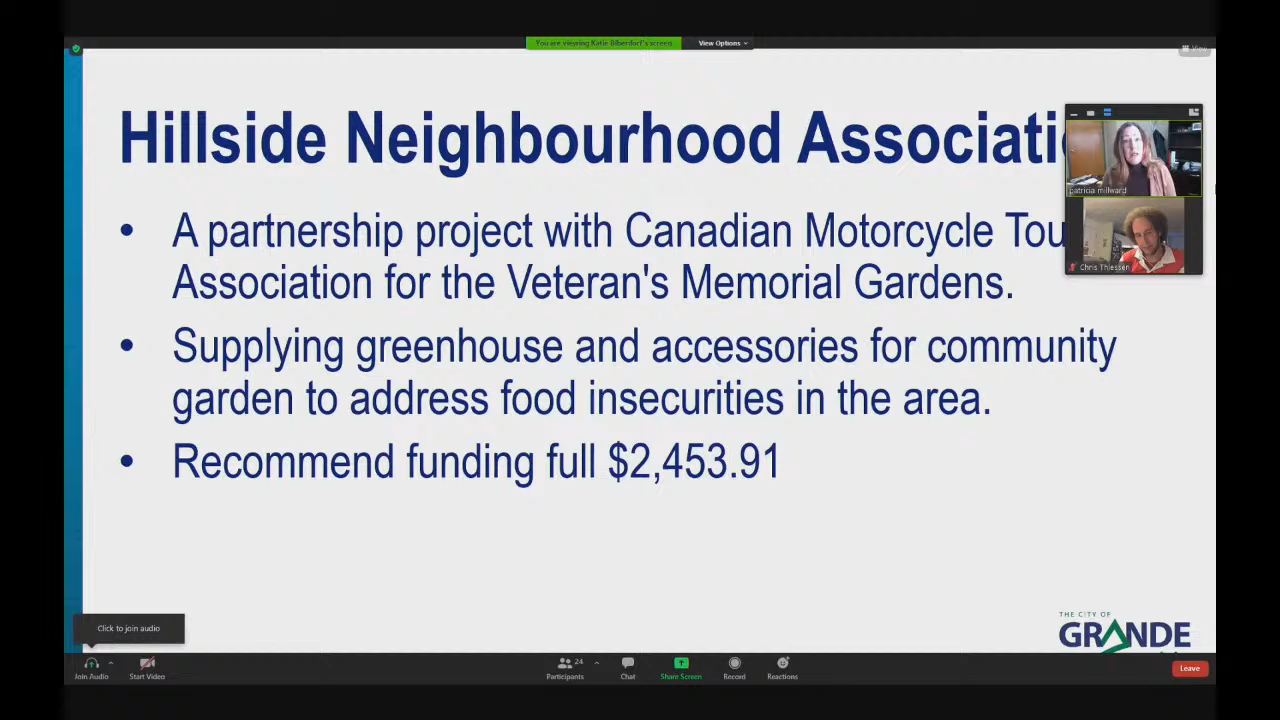 You are viewing Katie Biberdorf's screen
View Options
View
Hillside Neighbourhood Associati
patricia millward
Chris Thiessen
• A partnership project with Canadian Motorcycle Tou
Association for the Veteran's Memorial Gardens.
• Supplying greenhouse and accessories for community
garden to address food insecurities in the area.
• Recommend funding full $2,453.91
THE CITY OF
GRANDE
Click to join audio
Join Audio
Start Video
24
Participants
Chat
Share Screen
Record
Reactions
Leave